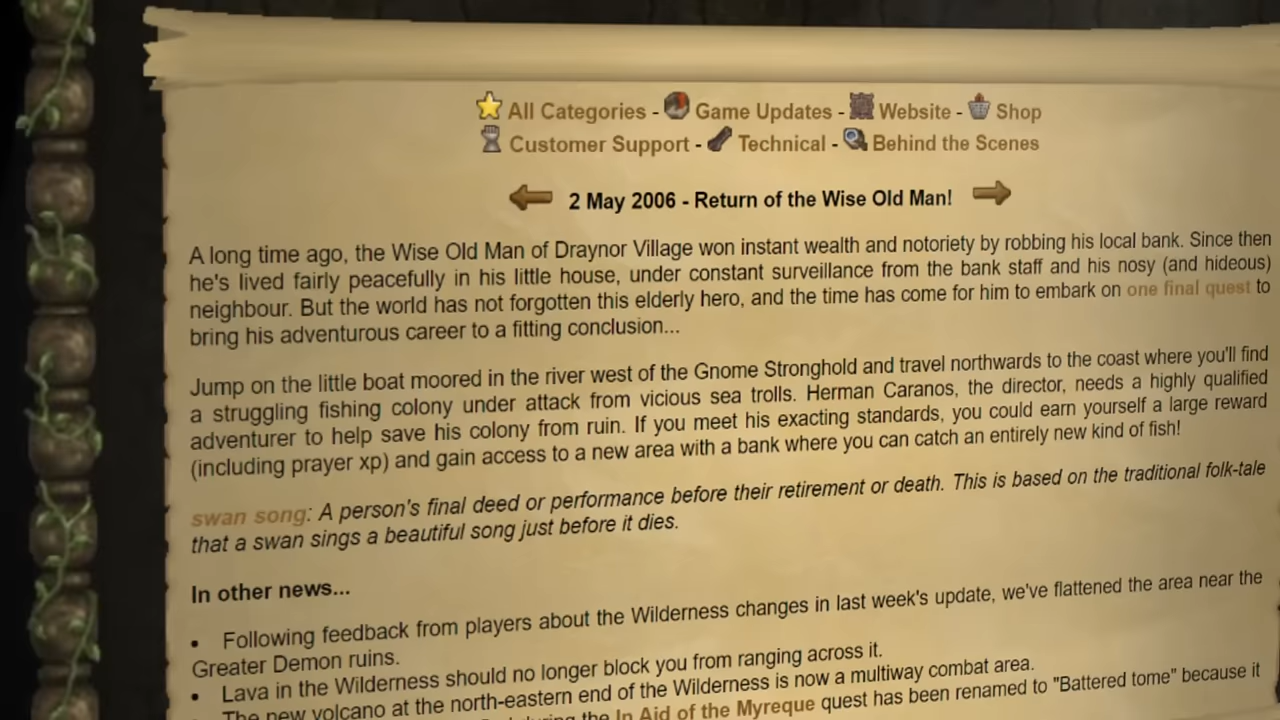 All Categories - Game Updates - Website - Shop
Customer Support - Technical - Behind the Scenes
2 May 2006 - Return of the Wise Old Man!
A long time ago, the Wise Old Man of Draynor Village won instant wealth and notoriety by robbing his local bank. Since then
he's lived fairly peacefully in his little house, under constant surveillance from the bank staff and his nosy (and hideous)
neighbour. But the world has not forgotten this elderly hero, and the time has come for him to embark on one final quest to
bring his adventurous career to a fitting conclusion...
Jump on the little boat moored in the river west of the Gnome Stronghold and travel northwards to the coast where you'll find
a struggling fishing colony under attack from vicious sea trolls. Herman Caranos, the director, needs a highly qualified
adventurer to help save his colony from ruin. If you meet his exacting standards, you could earn yourself a large reward
(including prayer xp) and gain access to a new area with a bank where you can catch an entirely new kind of fish!
swan song: A person's final deed or performance before their retirement or death. This is based on the traditional folk-tale
that a swan sings a beautiful song just before it dies.
In other news...
• Following feedback from players about the Wilderness changes in last week's update, we've flattened the area near the
Greater Demon ruins.
• Lava in the Wilderness should no longer block you from ranging across it.
The new volcano at the north-eastern end of the Wilderness is now a multiway combat area.
during the In Aid of the Myreque quest has been renamed to "Battered tome" because it